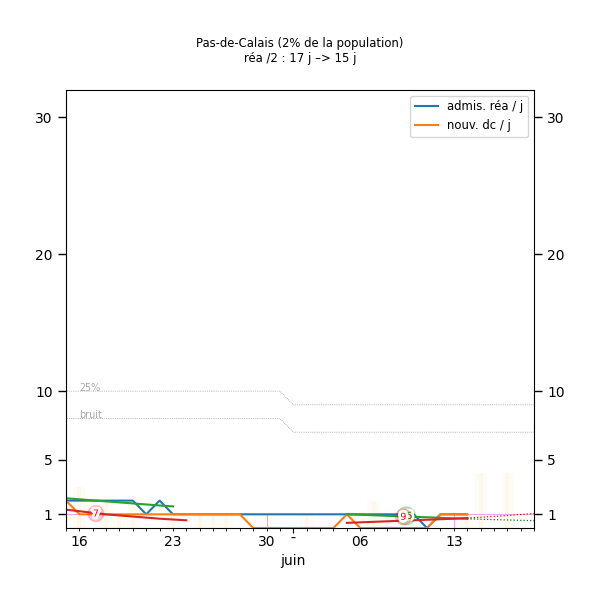 Pas-de-Calais (2% de la population)
réa /2 : 17 j –> 15 j
admis. réa / j
nouv. dc / j
30 30
20 20
10 10
25%
bruit
5 5
7
9
1 1
16 23 30 - 06 13
juin